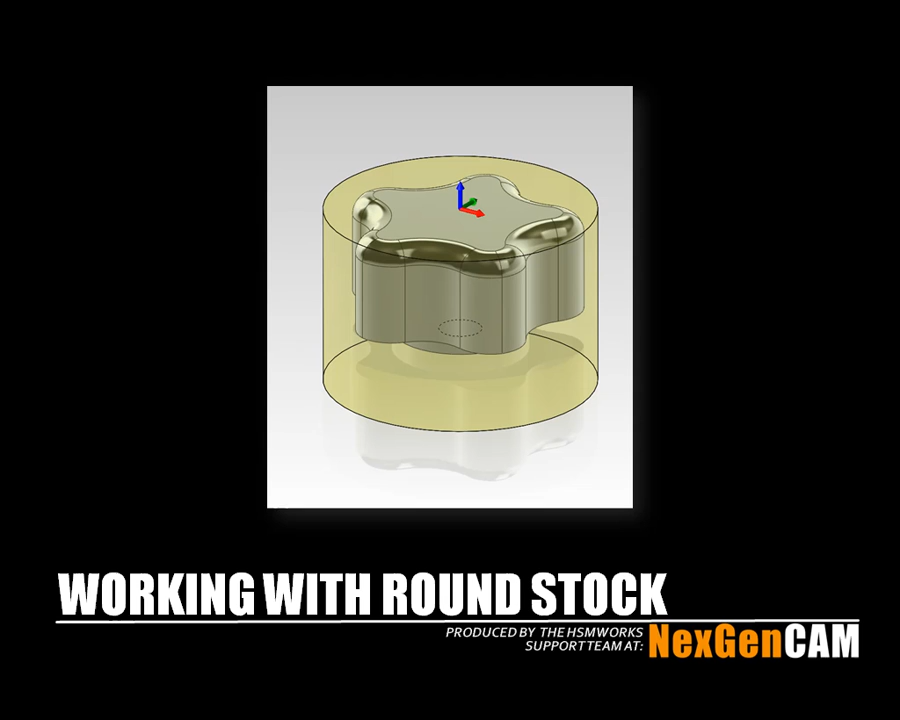 WORKING WITH ROUND STOCK
PRODUCED BY THE HSMWORKS
SUPPORT TEAM AT:
NexGenCAM